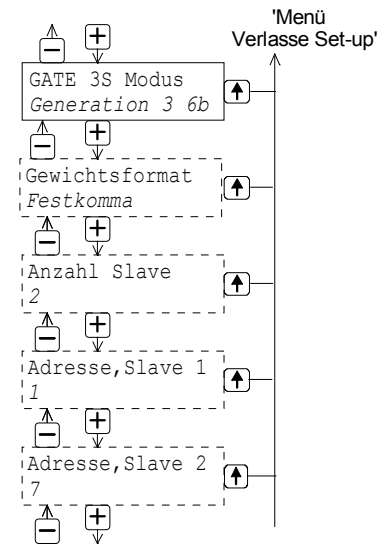 'Menü
Verlasse Set-up'
GATE 3S Modus
Generation 3 6b
Gewichtsformat
Festkomma
Anzahl Slave
2
Adresse,Slave 1
1
Adresse,Slave 2
7